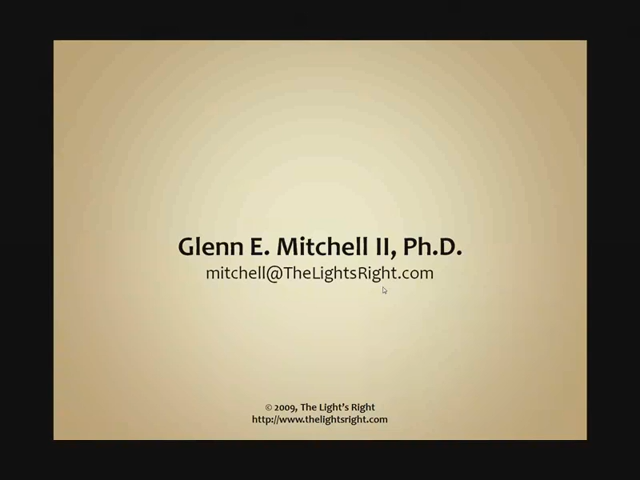 Glenn E. Mitchell II, Ph.D.
mitchell@TheLightsRight.com
© 2009, The Light's Right
http://www.thelightsright.com